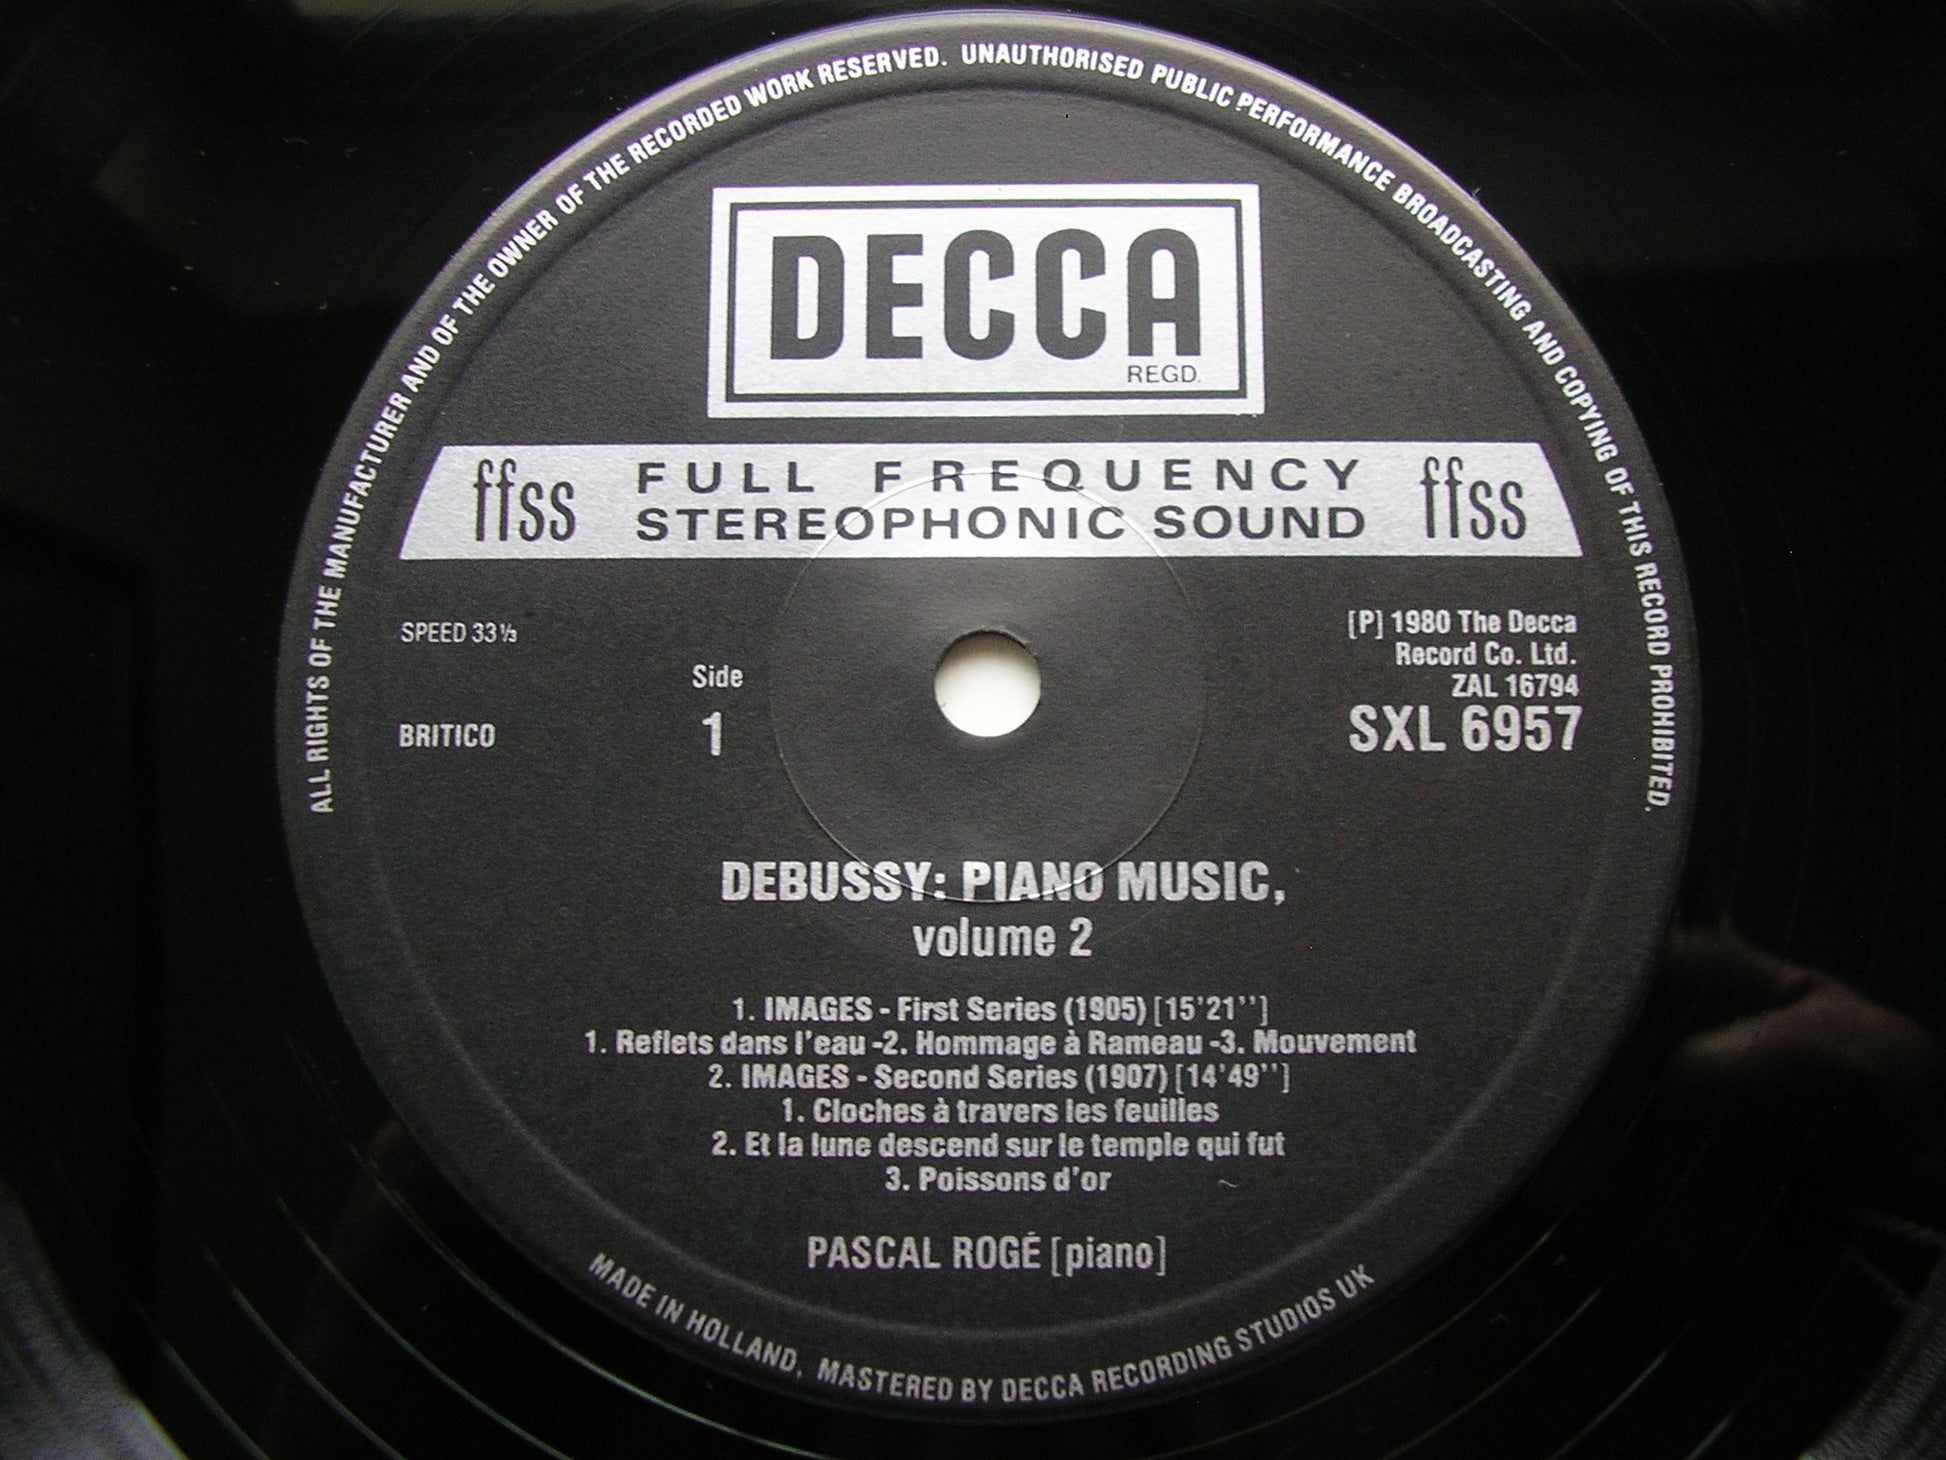 ALL RIGHTS OF THE MANUFACTURER AND OF THE OWNER OF THE RECORDED WORK RESERVED. UNAUTHORISED PUBLIC PERFORMANCE BROADCASTING AND COPYING OF THIS RECORD PROHIBITED.
DECCA
REGD.
ffss FULL FREQUENCY ffss
STEREOPHONIC SOUND
SPEED 33⅓
[P] 1980 The Decca
Record Co. Ltd.
ZAL 16794
Side
1
BRITICO
SXL 6957
DEBUSSY: PIANO MUSIC,
volume 2
1. IMAGES - First Series (1905) [15'21'']
1. Reflets dans l'eau -2. Hommage à Rameau -3. Mouvement
2. IMAGES - Second Series (1907) [14'49'']
1. Cloches à travers les feuilles
2. Et la lune descend sur le temple qui fut
3. Poissons d'or
PASCAL ROGÉ [piano]
MADE IN HOLLAND, MASTERED BY DECCA RECORDING STUDIOS UK